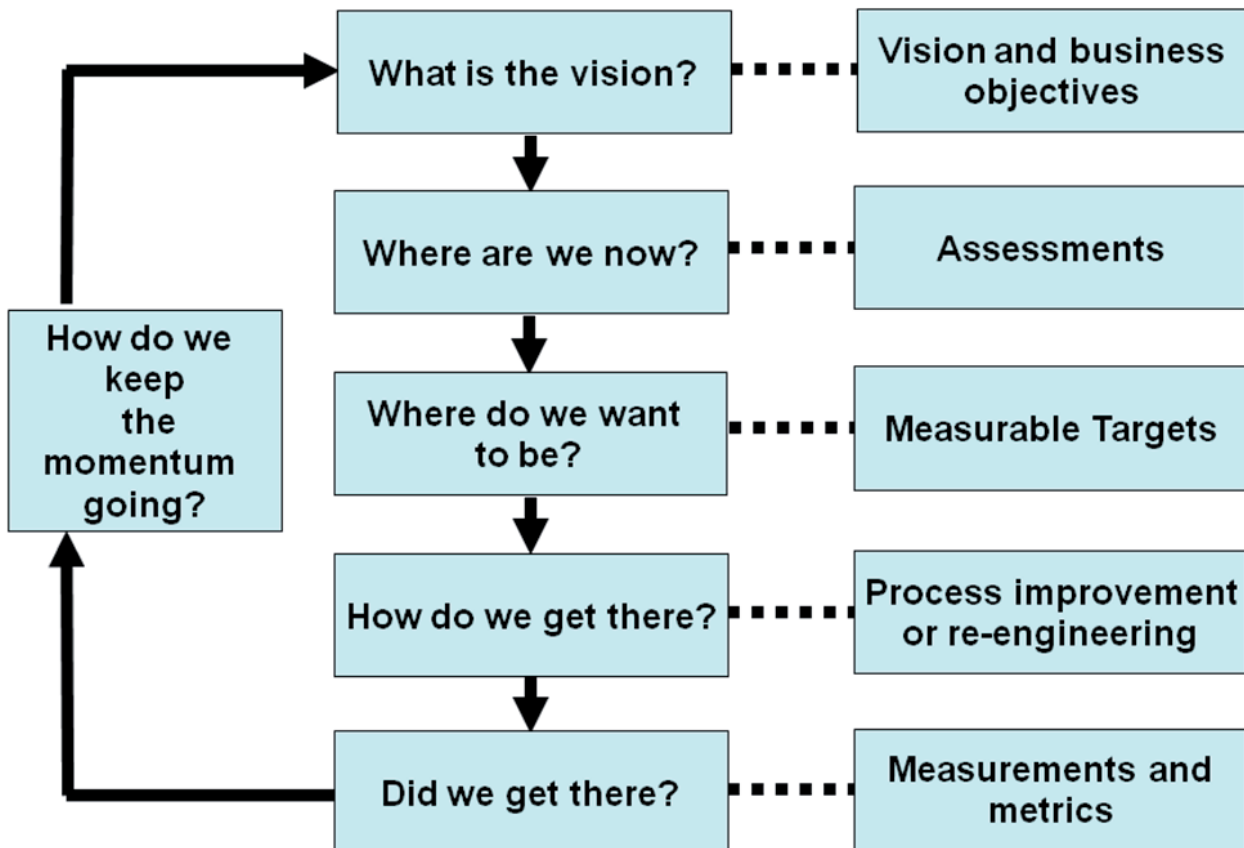 What is the vision?
Vision and business
objectives
Where are we now?
Assessments
How do we
keep
the
momentum
going?
Where do we want
to be?
Measurable Targets
How do we get there?
Process improvement
or re-engineering
Did we get there?
Measurements and
metrics